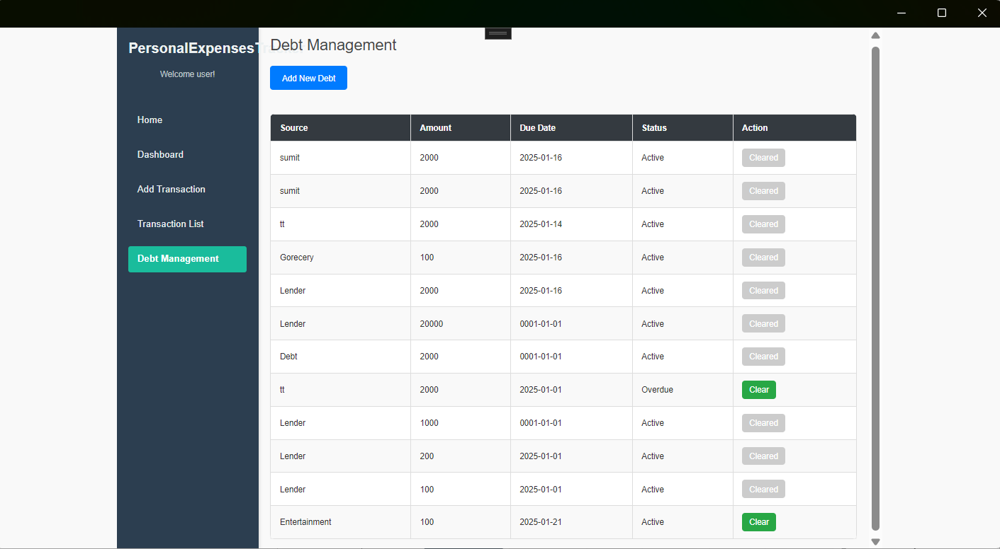 PersonalExpensesTracker
Welcome user!
Home
Dashboard
Add Transaction
Transaction List
Debt Management
Debt Management
Add New Debt
Source Amount Due Date Status Action
sumit 2000 2025-01-16 Active Cleared
sumit 2000 2025-01-16 Active Cleared
tt 2000 2025-01-14 Active Cleared
Gorecery 100 2025-01-16 Active Cleared
Lender 2000 2025-01-16 Active Cleared
Lender 20000 0001-01-01 Active Cleared
Debt 2000 0001-01-01 Active Cleared
tt 2000 2025-01-01 Overdue Clear
Lender 1000 0001-01-01 Active Cleared
Lender 200 2025-01-01 Active Cleared
Lender 100 2025-01-01 Active Cleared
Entertainment 100 2025-01-21 Active Clear